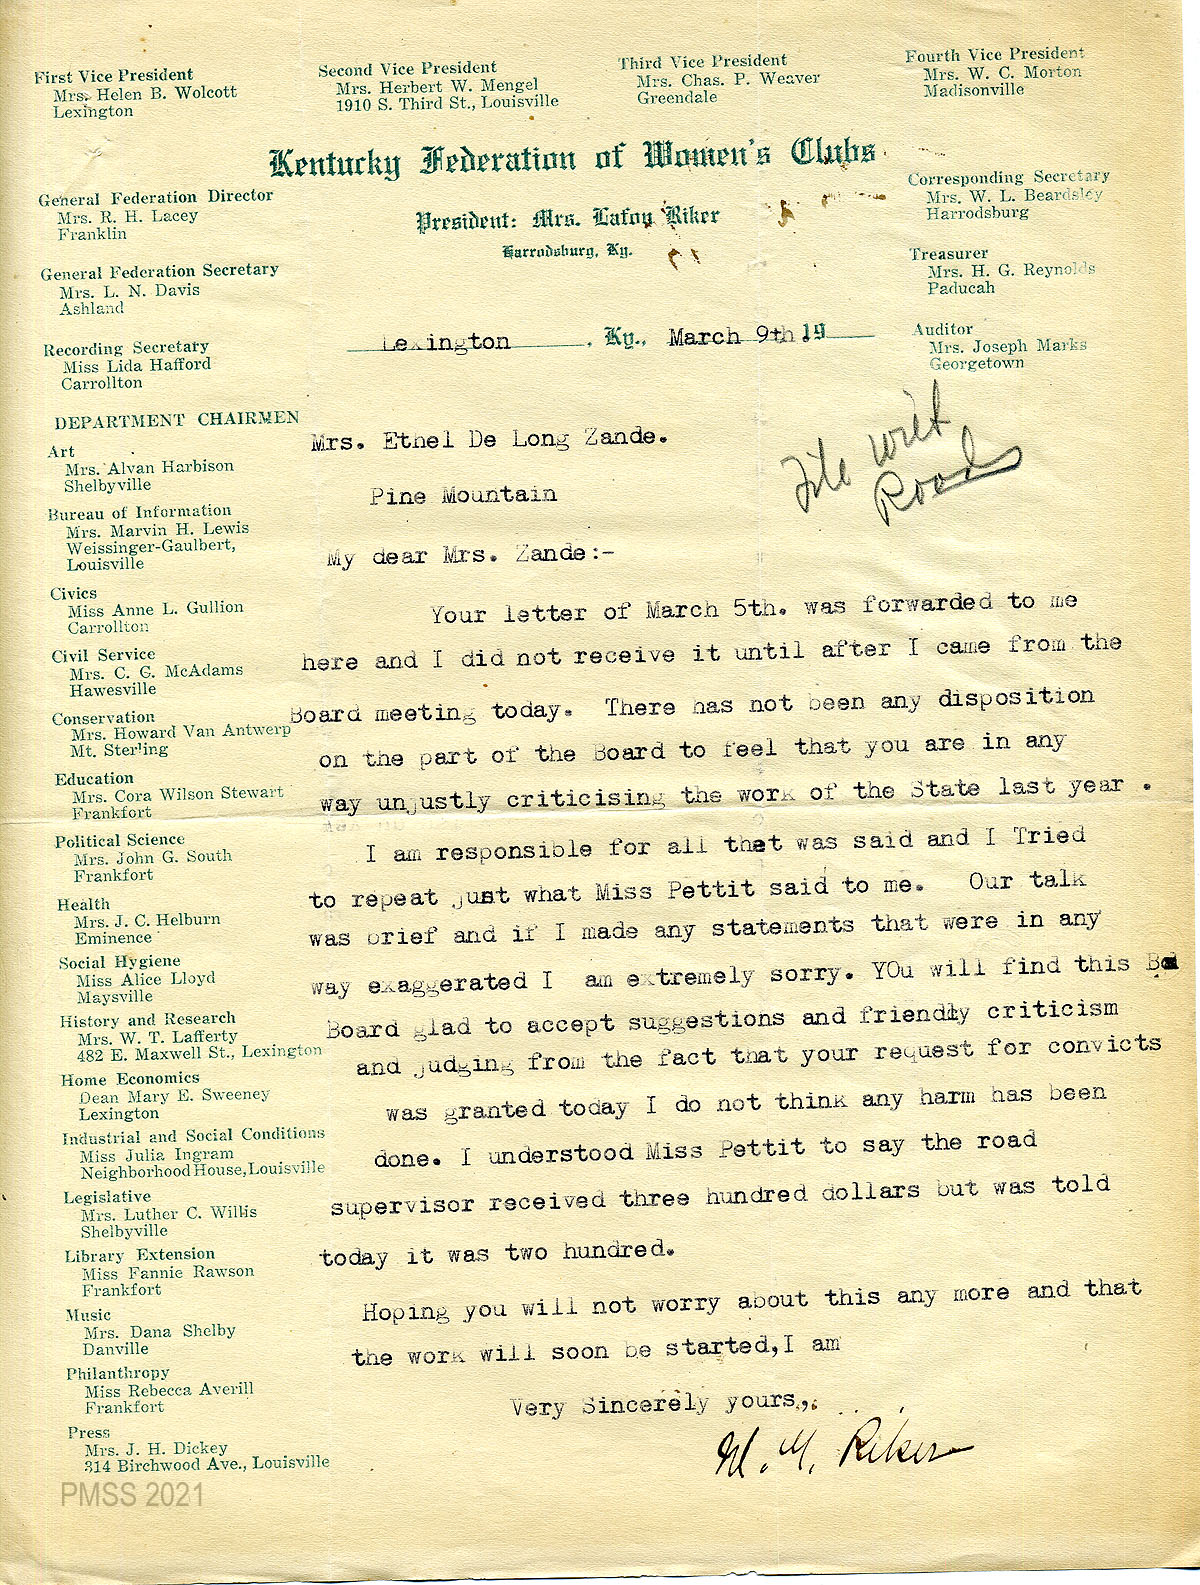 First Vice President
Mrs. Helen B. Wolcott
Lexington
Second Vice President
Mrs. Herbert W. Mengel
1910 S. Third St., Louisville
Third Vice President
Mrs. Chas. P. Weaver
Greendale
Fourth Vice President
Mrs. W. C. Morton
Madisonville
Kentucky Federation of Women's Clubs
President: Mrs. Lafon Riker
Harrodsburg, Ky.
General Federation Director
Mrs. R. H. Lacey
Franklin
General Federation Secretary
Mrs. L. N. Davis
Ashland
Recording Secretary
Miss Lida Hafford
Carrollton
Corresponding Secretary
Mrs. W. L. Beardsley
Harrodsburg
Treasurer
Mrs. H. G. Reynolds
Paducah
Auditor
Mrs. Joseph Marks
Georgetown
Lexington, Ky., March 9th 19
File with
Roads
DEPARTMENT CHAIRMEN
Art
Mrs. Alvan Harbison
Shelbyville
Bureau of Information
Mrs. Marvin H. Lewis
Weissinger-Gaulbert,
Louisville
Civics
Miss Anne L. Gullion
Carrollton
Civil Service
Mrs. C. G. McAdams
Hawesville
Conservation
Mrs. Howard Van Antwerp
Mt. Sterling
Education
Mrs. Cora Wilson Stewart
Frankfort
Political Science
Mrs. John G. South
Frankfort
Health
Mrs. J. C. Helburn
Eminence
Social Hygiene
Miss Alice Lloyd
Maysville
History and Research
Mrs. W. T. Lafferty
482 E. Maxwell St., Lexington
Home Economics
Dean Mary E. Sweeney
Lexington
Industrial and Social Conditions
Miss Julia Ingram
Neighborhood House, Louisville
Legislative
Mrs. Luther C. Willis
Shelbyville
Library Extension
Miss Fannie Rawson
Frankfort
Music
Mrs. Dana Shelby
Danville
Philanthropy
Miss Rebecca Averill
Frankfort
Press
Mrs. J. H. Dickey
314 Birchwood Ave., Louisville
Mrs. Ethel De Long Zande.
Pine Mountain
My dear Mrs. Zande:-
Your letter of March 5th. was forwarded to me
here and I did not receive it until after I came from the
Board meeting today. There has not been any disposition
on the part of the Board to feel that you are in any
way unjustly criticising the work of the State last year .
I am responsible for all that was said and I Tried
to repeat just what Miss Pettit said to me. Our talk
was brief and if I made any statements that were in any
way exaggerated I am extremely sorry. YOu will find this Bd
Board glad to accept suggestions and friendly criticism
and judging from the fact that your request for convicts
was granted today I do not think any harm has been
done. I understood Miss Pettit to say the road
supervisor received three hundred dollars but was told
today it was two hundred.
Hoping you will not worry about this any more and that
the work will soon be started,I am
Very Sincerely yours,,
M. Y. Riker
PMSS 2021